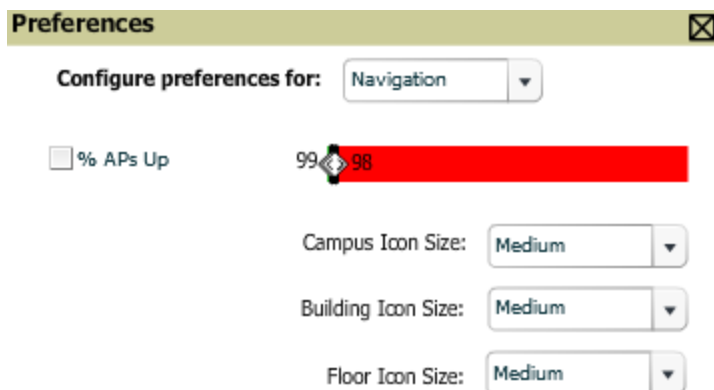 Preferences
Configure preferences for: Navigation
% APs Up 99 98
Campus Icon Size: Medium
Building Icon Size: Medium
Floor Icon Size: Medium